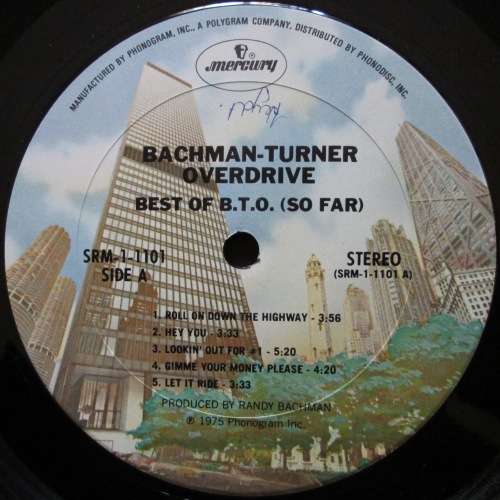 MANUFACTURED BY PHONOGRAM, INC., A POLYGRAM COMPANY, DISTRIBUTED BY PHONODISC, INC.
mercury
BACHMAN-TURNER
OVERDRIVE
BEST OF B.T.O. (SO FAR)
SRM-1-1101
SIDE A
STEREO
(SRM-1-1101 A)
1. ROLL ON DOWN THE HIGHWAY - 3:56
2. HEY YOU - 3:33
3. LOOKIN' OUT FOR #1 - 5:20
4. GIMME YOUR MONEY PLEASE - 4:20
5. LET IT RIDE - 3:33
PRODUCED BY RANDY BACHMAN
℗ 1975 Phonogram Inc.